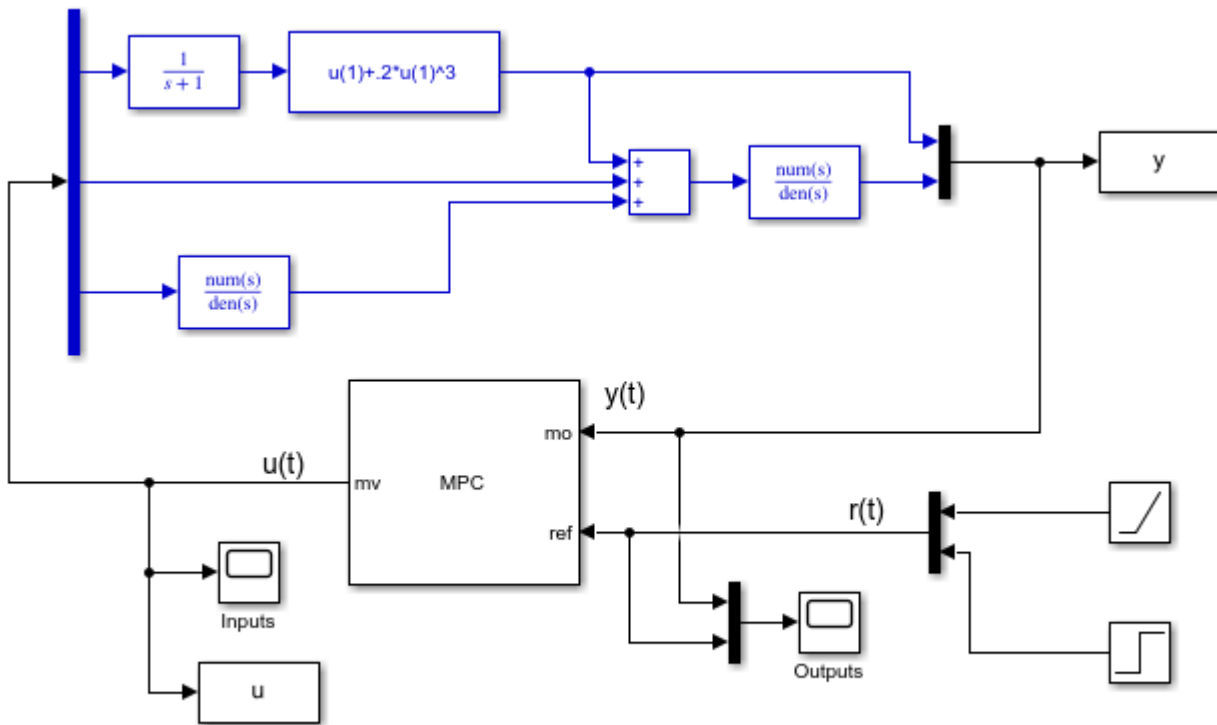 1
s + 1
u(1)+.2*u(1)^3
+
+
+
num(s)
den(s)
y
num(s)
den(s)
y(t)
mo
u(t)
mv
MPC
r(t)
ref
Inputs
Outputs
u